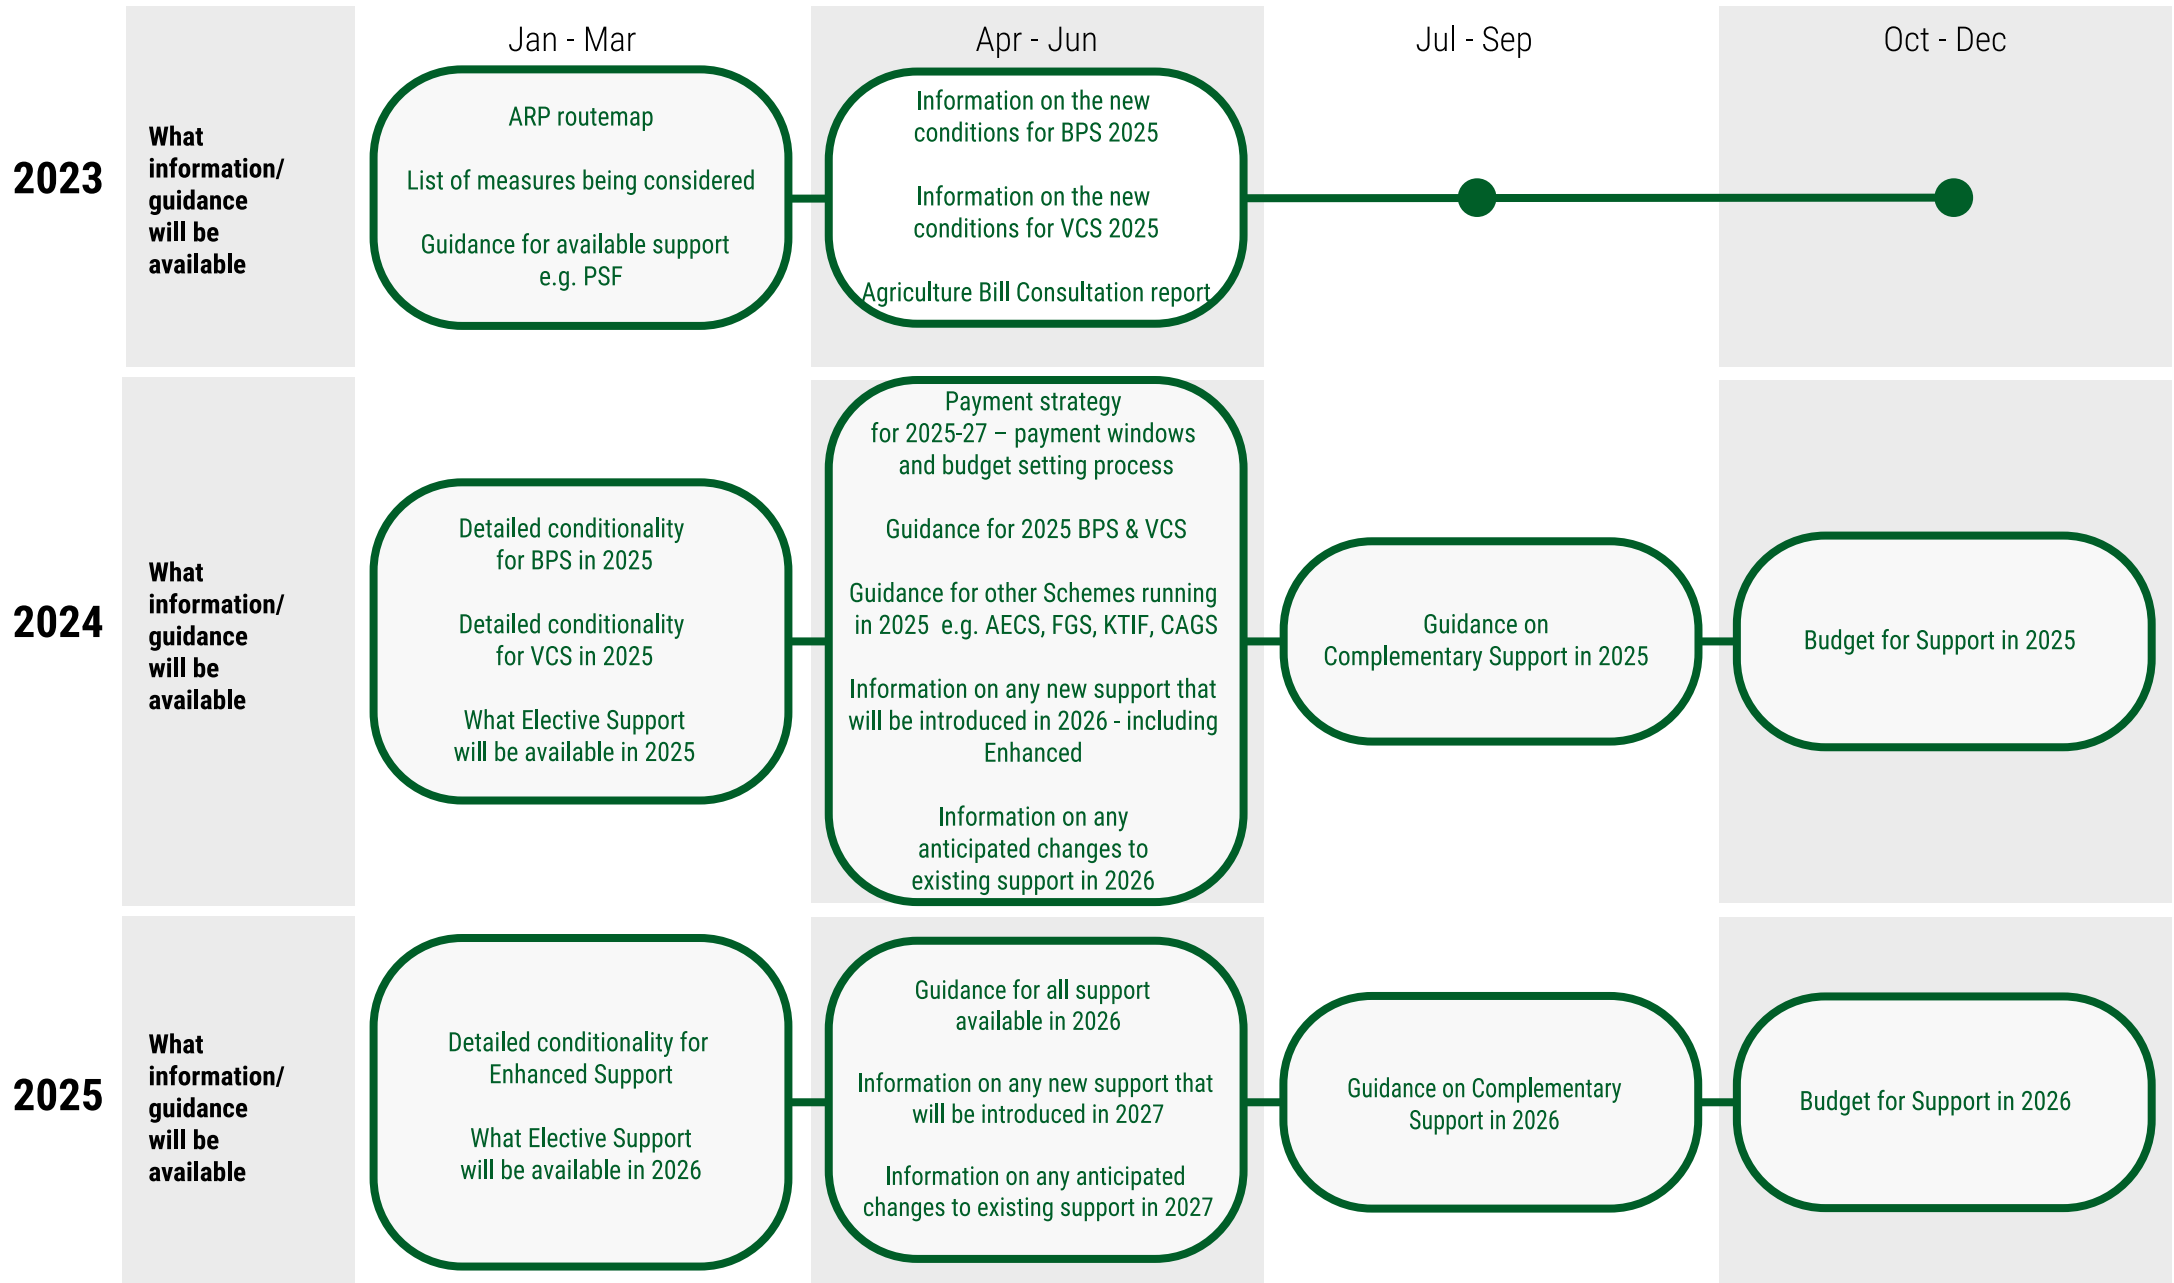 Jan - Mar
Apr - Jun
Jul - Sep
Oct - Dec
2023
What
information/
guidance
will be
available
ARP routemap
List of measures being considered
Guidance for available support
e.g. PSF
Information on the new
conditions for BPS 2025
Information on the new
conditions for VCS 2025
Agriculture Bill Consultation report
2024
What
information/
guidance
will be
available
Detailed conditionality
for BPS in 2025
Detailed conditionality
for VCS in 2025
What Elective Support
will be available in 2025
Payment strategy
for 2025-27 – payment windows
and budget setting process
Guidance for 2025 BPS & VCS
Guidance for other Schemes running
in 2025 e.g. AECS, FGS, KTIF, CAGS
Information on any new support that
will be introduced in 2026 - including
Enhanced
Information on any
anticipated changes to
existing support in 2026
Guidance on
Complementary Support in 2025
Budget for Support in 2025
2025
What
information/
guidance
will be
available
Detailed conditionality for
Enhanced Support
What Elective Support
will be available in 2026
Guidance for all support
available in 2026
Information on any new support that
will be introduced in 2027
Information on any anticipated
changes to existing support in 2027
Guidance on Complementary
Support in 2026
Budget for Support in 2026